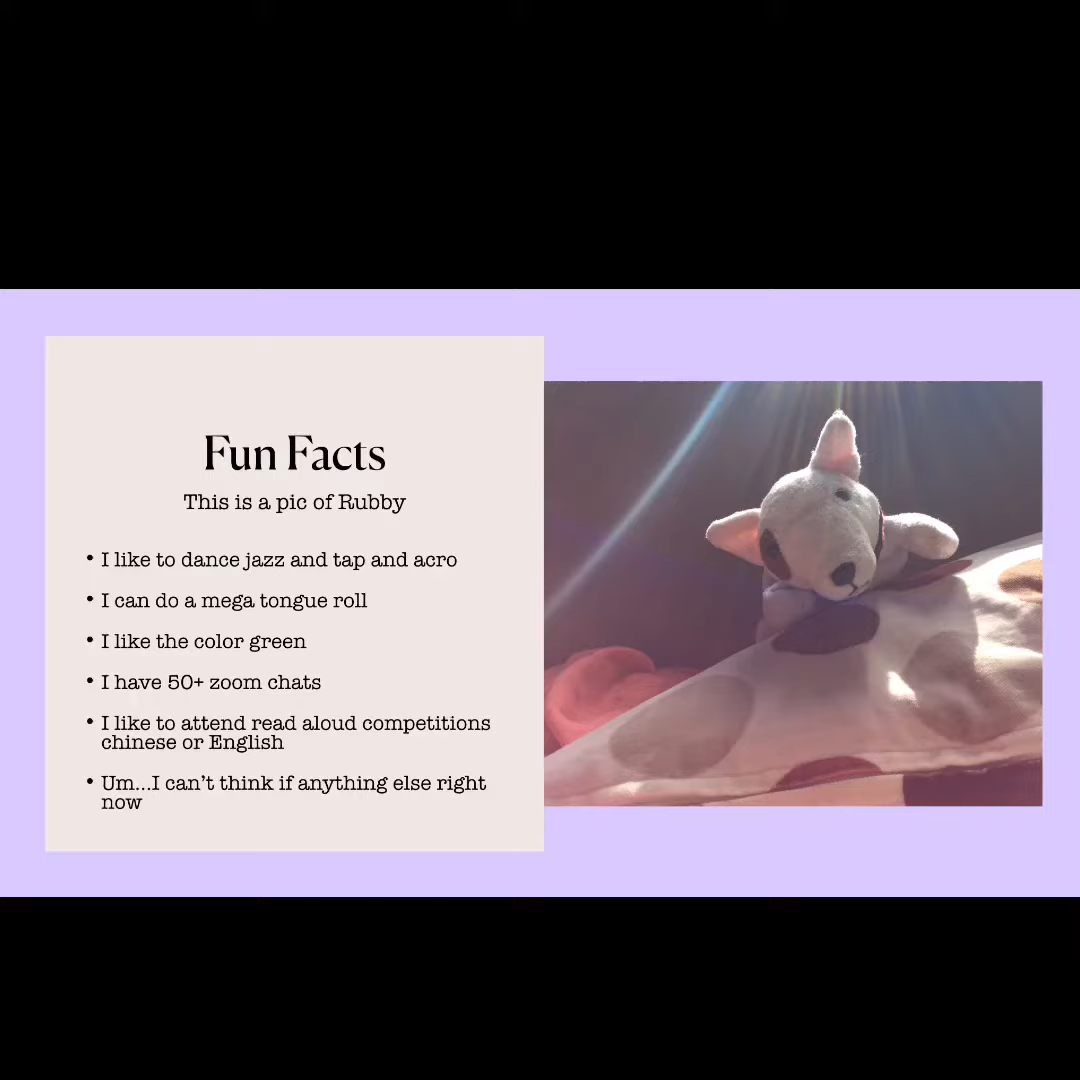 Fun Facts
This is a pic of Rubby
• I like to dance jazz and tap and acro
• I can do a mega tongue roll
• I like the color green
• I have 50+ zoom chats
• I like to attend read aloud competitions
chinese or English
• Um...I can't think if anything else right
now